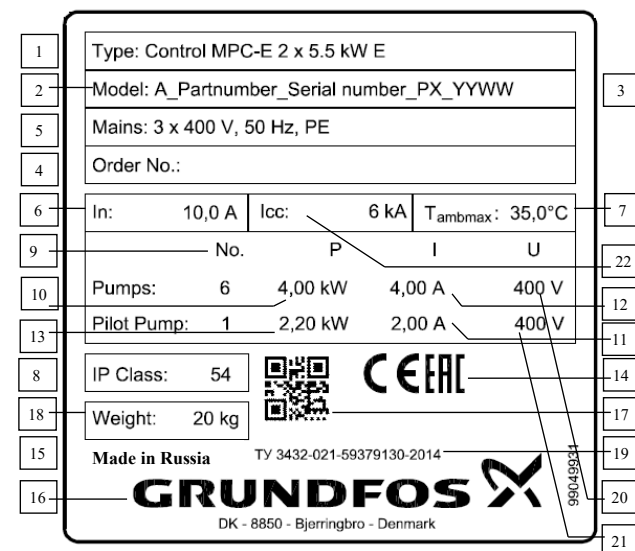 1 Type: Control MPC-E 2 x 5.5 kW E
2 Model: A_Partnumber_Serial number_PX_YYWW 3
5 Mains: 3 x 400 V, 50 Hz, PE
4 Order No.:
6 In: 10,0 A Icc: 6 kA Tambmax: 35,0°C 7
9 No. P I U 22
Pumps: 6 4,00 kW 4,00 A 400 V
10 12
Pilot Pump: 1 2,20 kW 2,00 A 400 V
13 11
8 IP Class: 54 CE EAC 14
18 Weight: 20 kg 17
15 Made in Russia ТУ 3432-021-59379130-2014 19
99049931
16 GRUNDFOS 20
DK - 8850 - Bjerringbro - Denmark
21